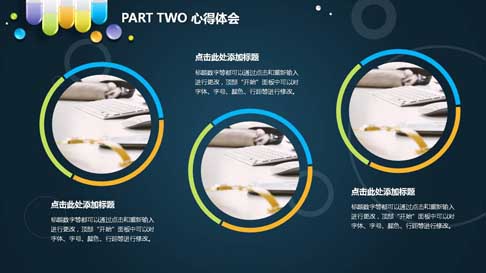 PART TWO 心得体会
点击此处添加标题
标题数字等都可以通过点击和重新输入
进行更改，顶部“开始”面板中可以对
字体、字号、颜色、行距等进行修改。
点击此处添加标题
标题数字等都可以通过点击和重新输入
进行更改，顶部“开始”面板中可以对
字体、字号、颜色、行距等进行修改。
点击此处添加标题
标题数字等都可以通过点击和重新输入
进行更改，顶部“开始”面板中可以对
字体、字号、颜色、行距等进行修改。